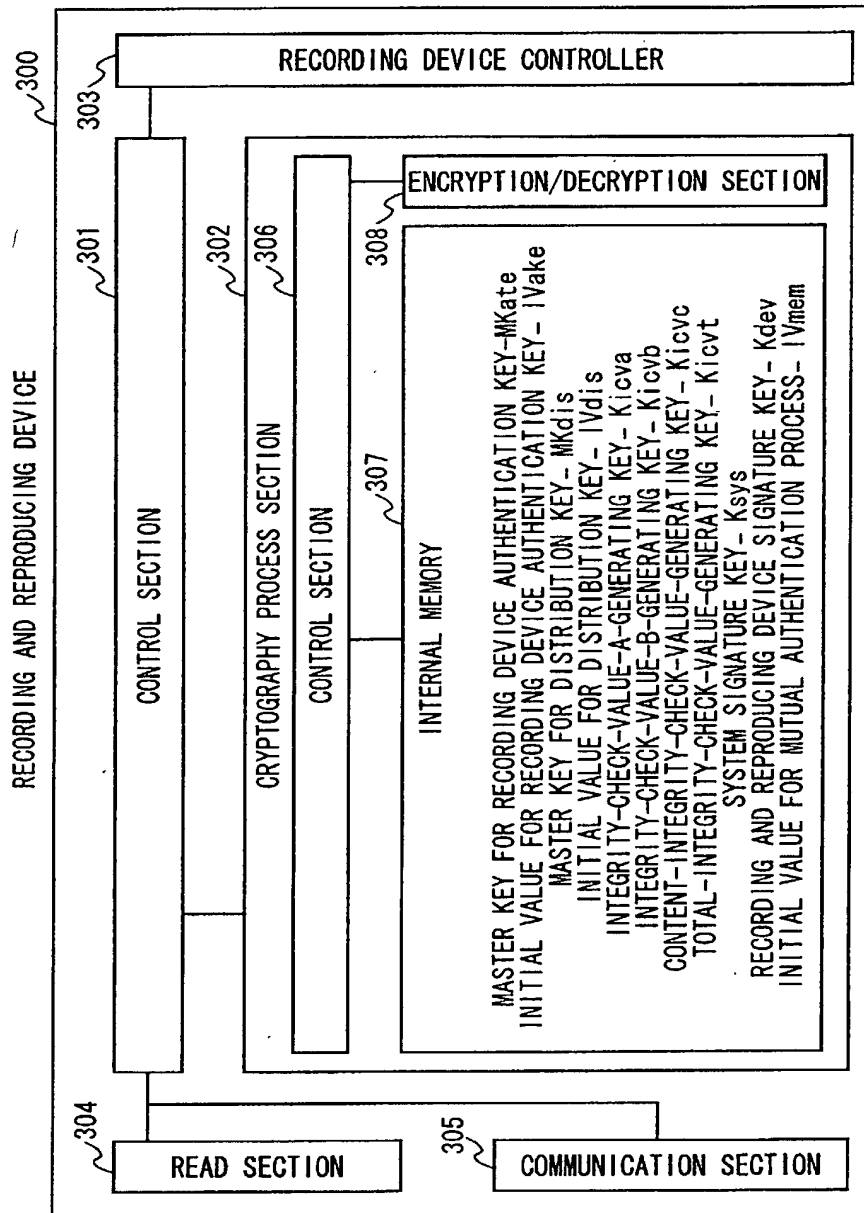 RECORDING AND REPRODUCING DEVICE
300
301
CONTROL SECTION
303
RECORDING DEVICE CONTROLLER
302
CRYPTOGRAPHY PROCESS SECTION
306
CONTROL SECTION
307
INTERNAL MEMORY
MASTER KEY FOR RECORDING DEVICE AUTHENTICATION KEY-MKate
INITIAL VALUE FOR RECORDING DEVICE AUTHENTICATION KEY- IVake
MASTER KEY FOR DISTRIBUTION KEY- MKdis
INITIAL VALUE FOR DISTRIBUTION KEY- IVdis
INTEGRITY-CHECK-VALUE-A-GENERATING KEY- Kicva
INTEGRITY-CHECK-VALUE-B-GENERATING KEY- Kicvb
CONTENT-INTEGRITY-CHECK-VALUE-GENERATING KEY- Kicvc
TOTAL-INTEGRITY-CHECK-VALUE-GENERATING KEY- Kicvt
SYSTEM SIGNATURE KEY- Ksys
RECORDING AND REPRODUCING DEVICE SIGNATURE KEY- Kdev
INITIAL VALUE FOR MUTUAL AUTHENTICATION PROCESS- IVmem
308
ENCRYPTION/DECRYPTION SECTION
304
READ SECTION
305
COMMUNICATION SECTION